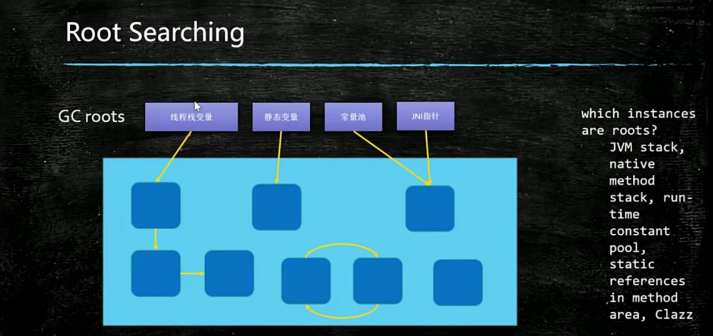 Root Searching
GC roots
线程栈变量
静态变量
常量池
JNI指针
which instances
are roots?
JVM stack,
native
method
stack, run-
time
constant
pool,
static
references
in method
area, Clazz